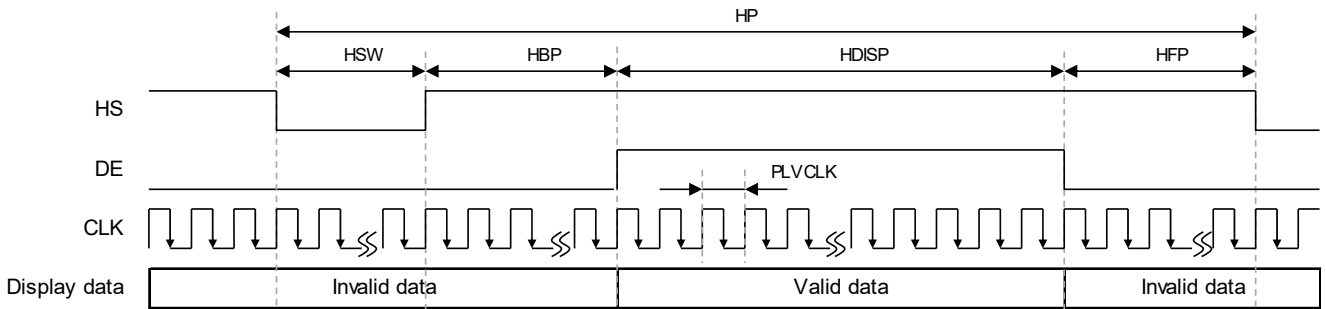 HP
HSW HBP HDISP HFP
HS
DE PLVCLK
CLK
Display data Invalid data Valid data Invalid data